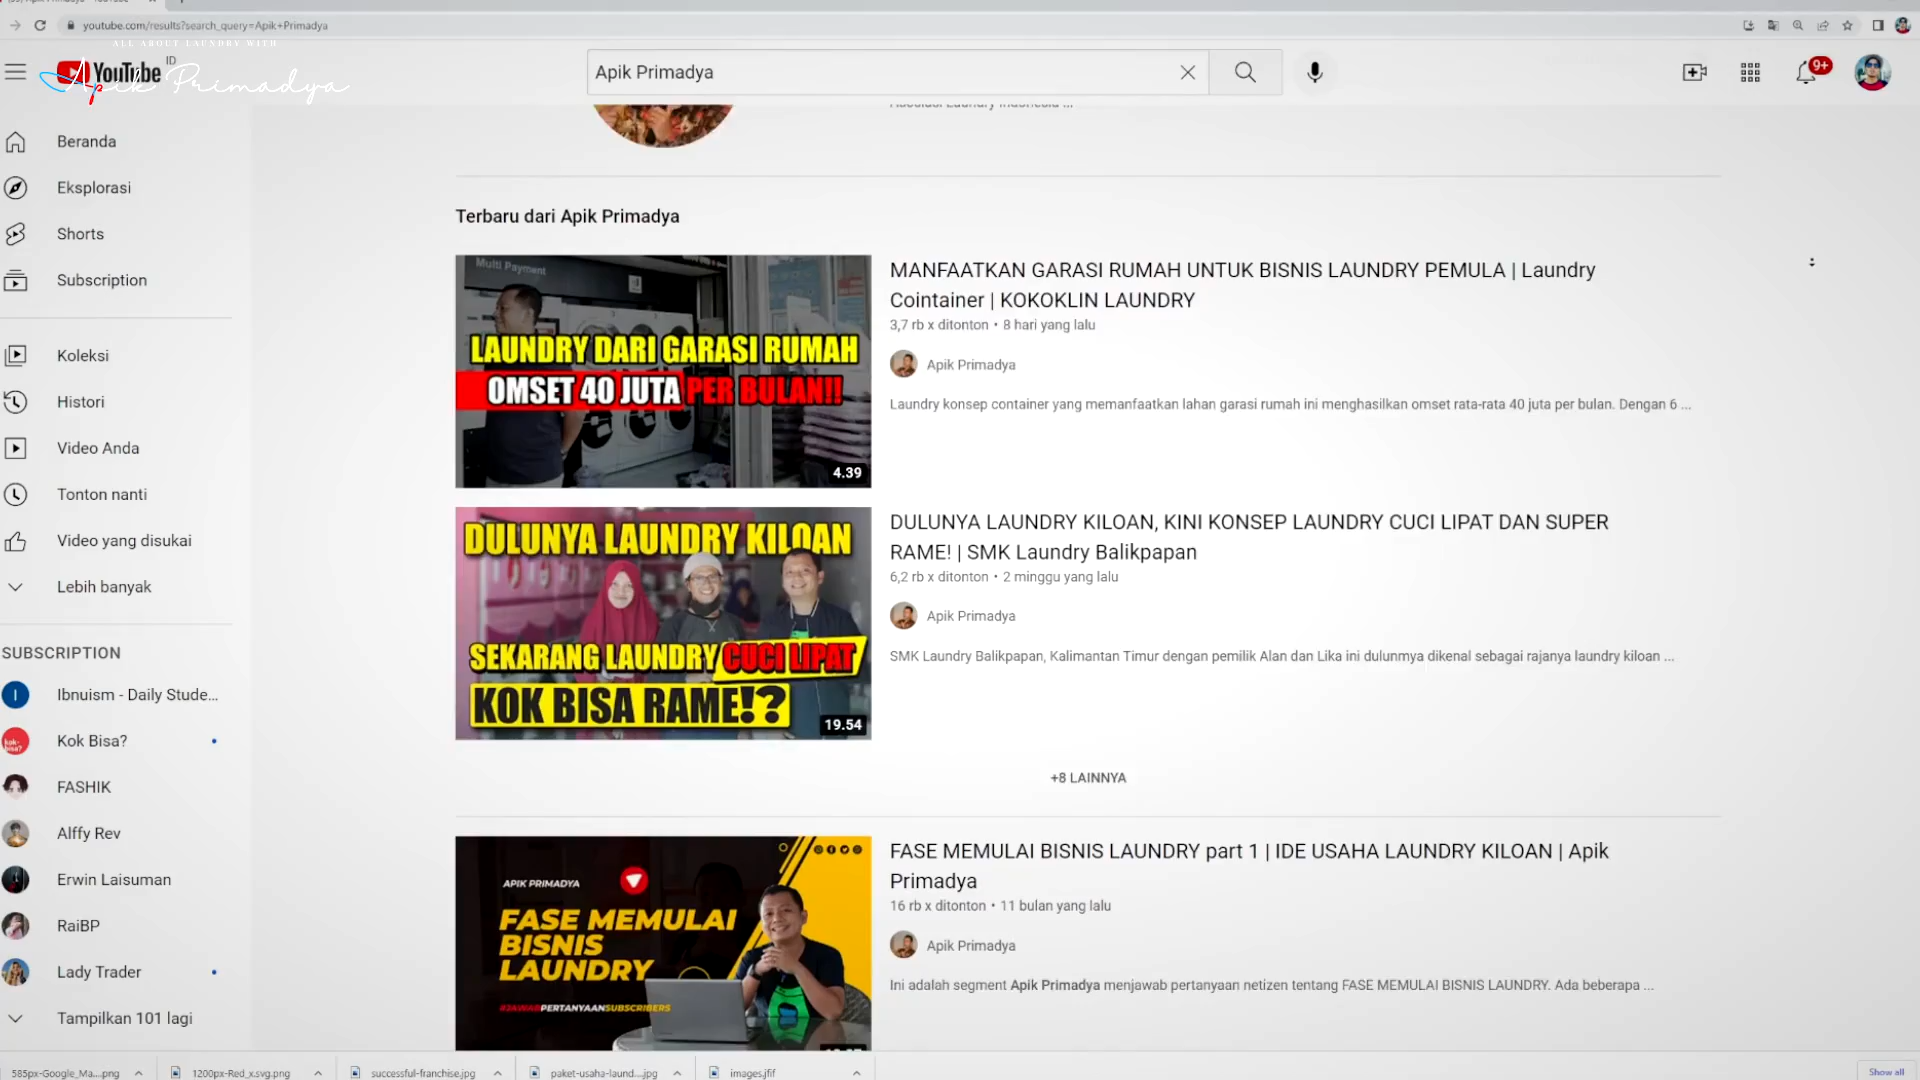 youtube.com/results?search_query=Apik+Primadya
ALL ABOUT LAUNDRY WITH
Apik Primadya
YouTube ID
Apik Primadya
9+
Beranda
Eksplorasi
Shorts
Subscription
Koleksi
Histori
Video Anda
Tonton nanti
Video yang disukai
Lebih banyak
SUBSCRIPTION
Ibnuism - Daily Stude...
Kok Bisa?
FASHIK
Alffy Rev
Erwin Laisuman
RaiBP
Lady Trader
Tampilkan 101 lagi
Asosiasi Laundry Indonesia ...
Terbaru dari Apik Primadya
Multi Payment
LAUNDRY DARI GARASI RUMAH
OMSET 40 JUTA PER BULAN!!
4.39
MANFAATKAN GARASI RUMAH UNTUK BISNIS LAUNDRY PEMULA | Laundry
Cointainer | KOKOKLIN LAUNDRY
3,7 rb x ditonton • 8 hari yang lalu
Apik Primadya
Laundry konsep container yang memanfaatkan lahan garasi rumah ini menghasilkan omset rata-rata 40 juta per bulan. Dengan 6 ...
DULUNYA LAUNDRY KILOAN
SEKARANG LAUNDRY CUCI LIPAT
KOK BISA RAME!?
19.54
DULUNYA LAUNDRY KILOAN, KINI KONSEP LAUNDRY CUCI LIPAT DAN SUPER
RAME! | SMK Laundry Balikpapan
6,2 rb x ditonton • 2 minggu yang lalu
Apik Primadya
SMK Laundry Balikpapan, Kalimantan Timur dengan pemilik Alan dan Lika ini dulunmya dikenal sebagai rajanya laundry kiloan ...
+8 LAINNYA
APIK PRIMADYA
FASE MEMULAI
BISNIS
LAUNDRY
#JAWABPERTANYAANSUBSCRIBERS
FASE MEMULAI BISNIS LAUNDRY part 1 | IDE USAHA LAUNDRY KILOAN | Apik
Primadya
16 rb x ditonton • 11 bulan yang lalu
Apik Primadya
Ini adalah segment Apik Primadya menjawab pertanyaan netizen tentang FASE MEMULAI BISNIS LAUNDRY. Ada beberapa ...
585px-Google_Ma....png
1200px-Red_x.svg.png
successful-franchise.jpg
paket-usaha-laund....jpg
images.jfif
Show all